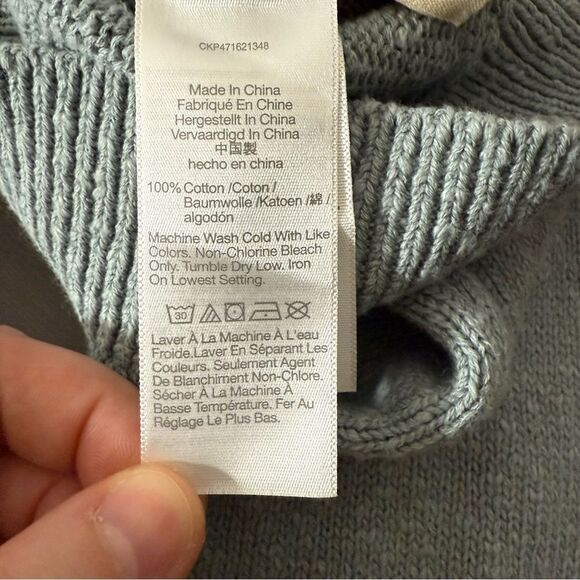 CKP471621348
Made In China
Fabriqué En Chine
Hergestellt In China
Vervaardigd In China
中国製
hecho en china
100% Cotton /Coton /
Baumwolle /Katoen /綿 /
algodón
Machine Wash Cold With Like
Colors. Non-Chlorine Bleach
Only. Tumble Dry Low. Iron
On Lowest Setting.
30
Laver À La Machine À L'eau
Froide.Laver En Séparant Les
Couleurs. Seulement Agent
De Blanchiment Non-Chlore.
Sécher À La Machine À
Basse Température. Fer Au
Réglage Le Plus Bas.